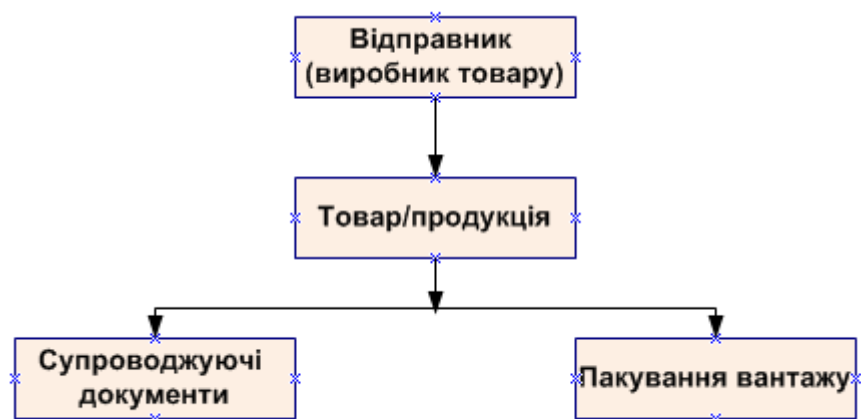 Відправник
(виробник товару)
Товар/продукція
Супроводжуючі
документи
Пакування вантажу